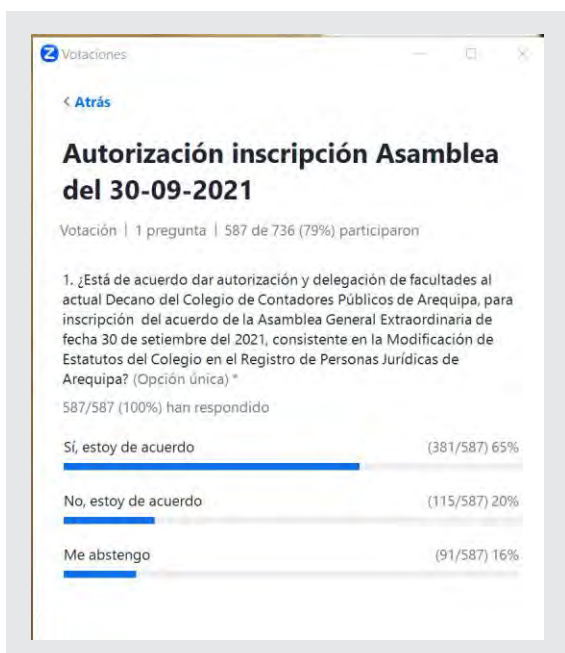 Votaciones
< Atrás
Autorización inscripción Asamblea
del 30-09-2021
Votación | 1 pregunta | 587 de 736 (79%) participaron
1. ¿Está de acuerdo dar autorización y delegación de facultades al
actual Decano del Colegio de Contadores Públicos de Arequipa, para
inscripción del acuerdo de la Asamblea General Extraordinaria de
fecha 30 de setiembre del 2021, consistente en la Modificación de
Estatutos del Colegio en el Registro de Personas Jurídicas de
Arequipa? (Opción única) *
587/587 (100%) han respondido
Sí, estoy de acuerdo (381/587) 65%
No, estoy de acuerdo (115/587) 20%
Me abstengo (91/587) 16%